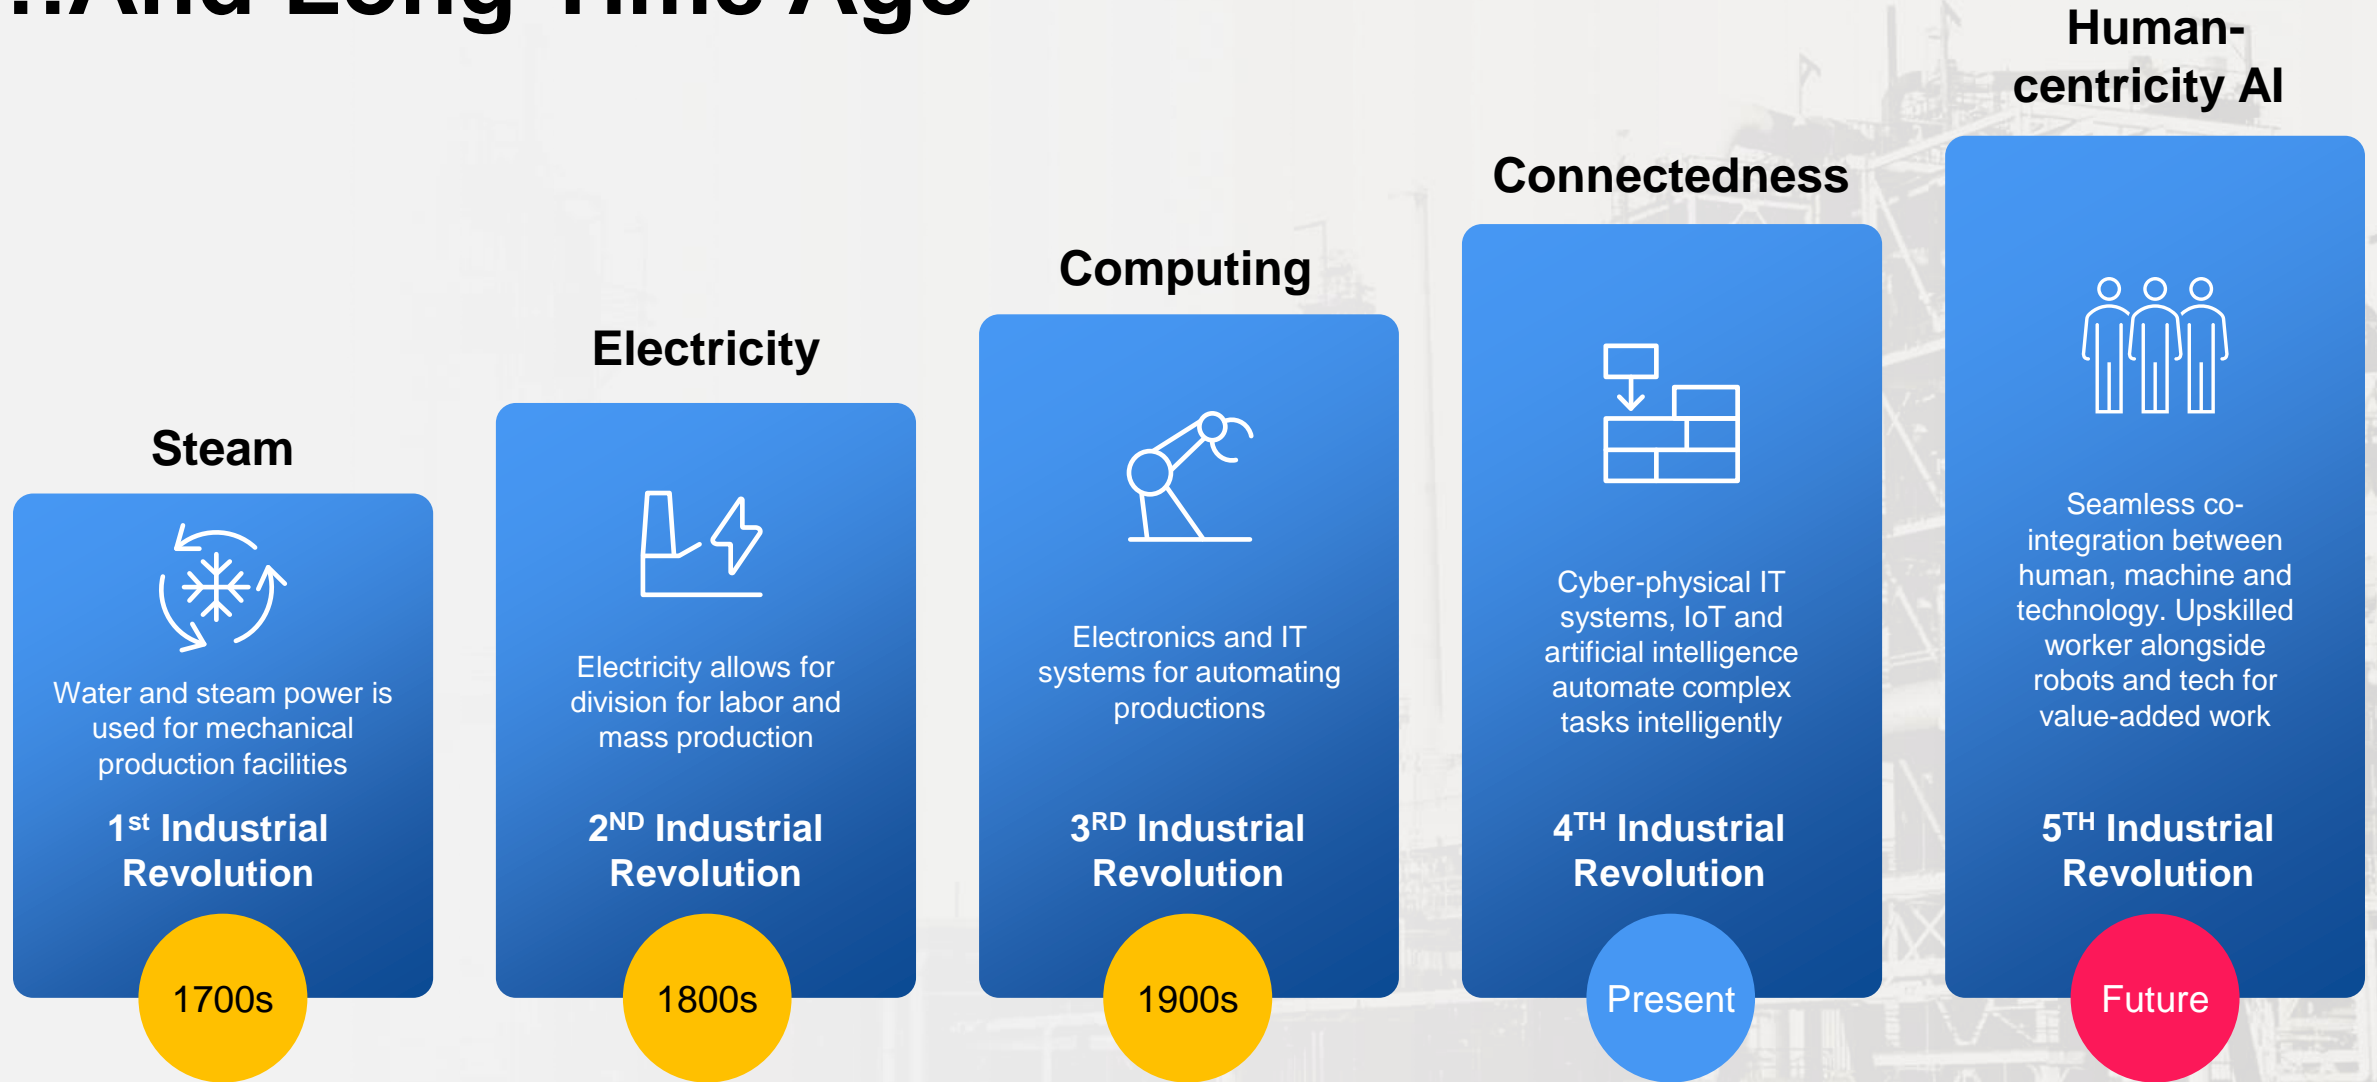 ..And Long Time Ago
Human-
centricity AI
Connectedness
Computing
Electricity
Steam
Water and steam power is
used for mechanical
production facilities
1st Industrial
Revolution
1700s
Electricity allows for
division for labor and
mass production
2ND Industrial
Revolution
1800s
Electronics and IT
systems for automating
productions
3RD Industrial
Revolution
1900s
Cyber-physical IT
systems, IoT and
artificial intelligence
automate complex
tasks intelligently
4TH Industrial
Revolution
Present
Seamless co-
integration between
human, machine and
technology. Upskilled
worker alongside
robots and tech for
value-added work
5TH Industrial
Revolution
Future